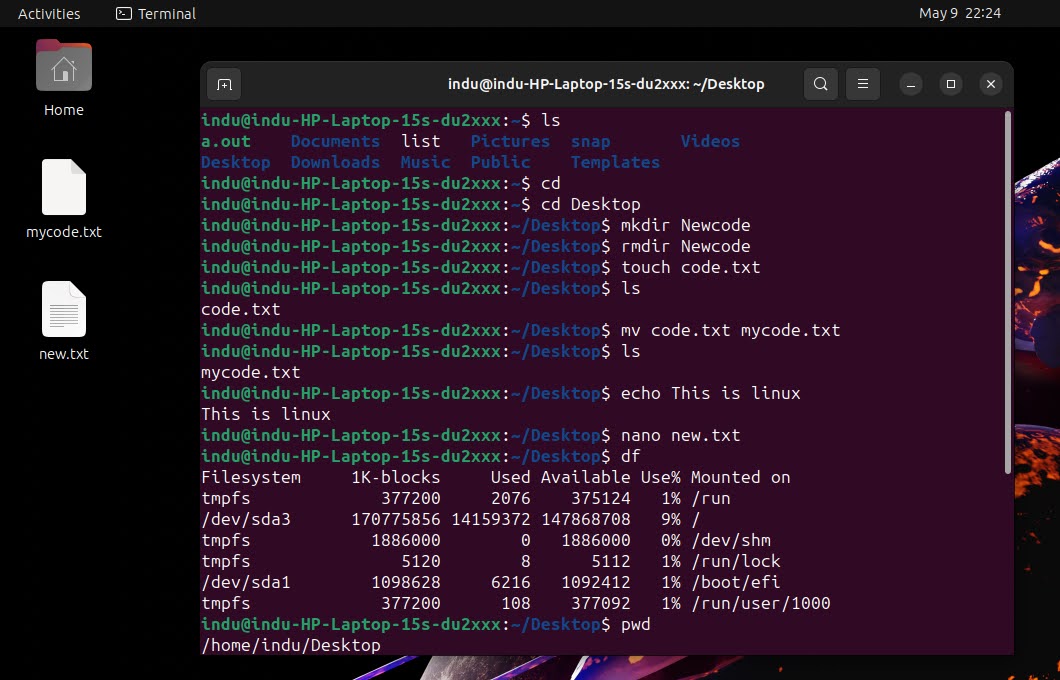 Activities Terminal May 9 22:24
Home
mycode.txt
new.txt
indu@indu-HP-Laptop-15s-du2xxx: ~/Desktop
indu@indu-HP-Laptop-15s-du2xxx:~$ ls
a.out Documents list Pictures snap Videos
Desktop Downloads Music Public Templates
indu@indu-HP-Laptop-15s-du2xxx:~$ cd
indu@indu-HP-Laptop-15s-du2xxx:~$ cd Desktop
indu@indu-HP-Laptop-15s-du2xxx:~/Desktop$ mkdir Newcode
indu@indu-HP-Laptop-15s-du2xxx:~/Desktop$ rmdir Newcode
indu@indu-HP-Laptop-15s-du2xxx:~/Desktop$ touch code.txt
indu@indu-HP-Laptop-15s-du2xxx:~/Desktop$ ls
code.txt
indu@indu-HP-Laptop-15s-du2xxx:~/Desktop$ mv code.txt mycode.txt
indu@indu-HP-Laptop-15s-du2xxx:~/Desktop$ ls
mycode.txt
indu@indu-HP-Laptop-15s-du2xxx:~/Desktop$ echo This is linux
This is linux
indu@indu-HP-Laptop-15s-du2xxx:~/Desktop$ nano new.txt
indu@indu-HP-Laptop-15s-du2xxx:~/Desktop$ df
Filesystem 1K-blocks Used Available Use% Mounted on
tmpfs 377200 2076 375124 1% /run
/dev/sda3 170775856 14159372 147868708 9% /
tmpfs 1886000 0 1886000 0% /dev/shm
tmpfs 5120 8 5112 1% /run/lock
/dev/sda1 1098628 6216 1092412 1% /boot/efi
tmpfs 377200 108 377092 1% /run/user/1000
indu@indu-HP-Laptop-15s-du2xxx:~/Desktop$ pwd
/home/indu/Desktop